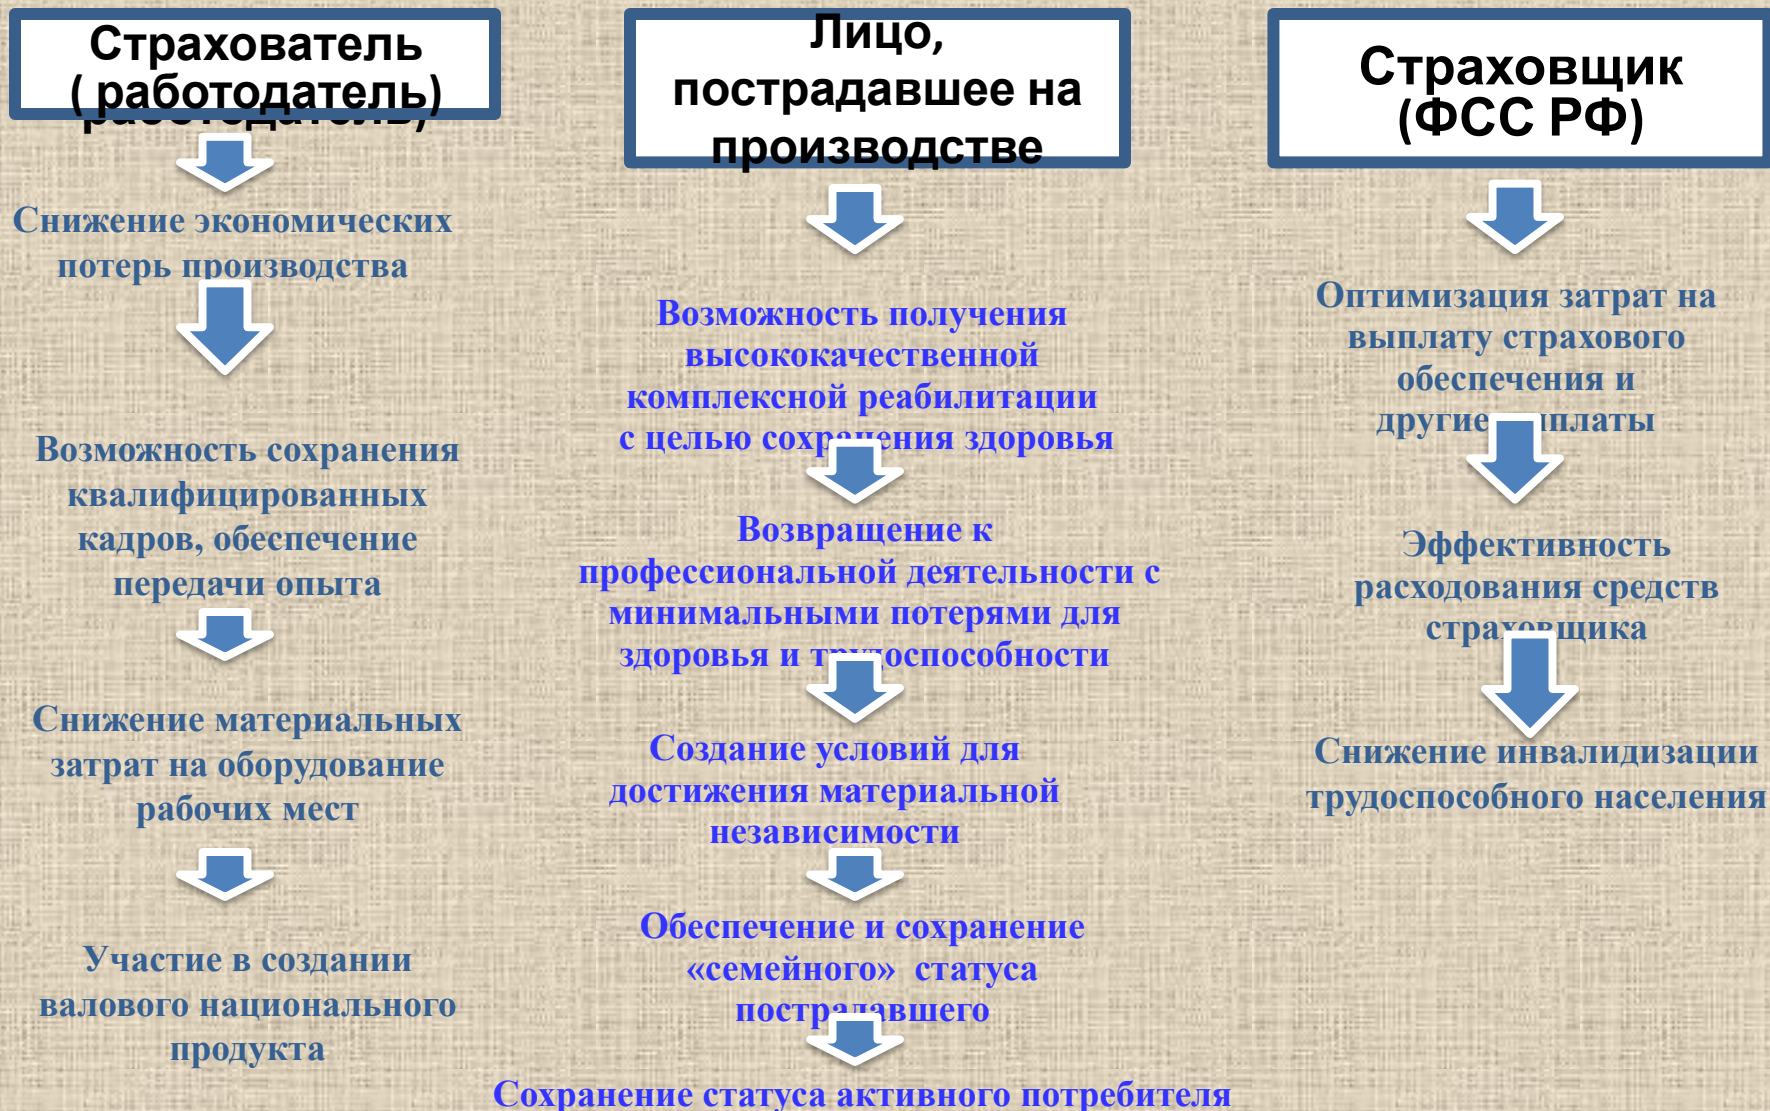 Страхователь
( работодатель)
Снижение экономических
потерь производства
Возможность сохранения
квалифицированных
кадров, обеспечение
передачи опыта
Снижение материальных
затрат на оборудование
рабочих мест
Участие в создании
валового национального
продукта
Лицо,
пострадавшее на
производстве
Возможность получения
высококачественной
комплексной реабилитации
с целью сохранения здоровья
Возвращение к
профессиональной деятельности с
минимальными потерями для
здоровья и трудоспособности
Создание условий для
достижения материальной
независимости
Обеспечение и сохранение
«семейного» статуса
пострадавшего
Сохранение статуса активного потребителя
Страховщик
(ФСС РФ)
Оптимизация затрат на
выплату страхового
обеспечения и
другие выплаты
Эффективность
расходования средств
страховщика
Снижение инвалидизации
трудоспособного населения